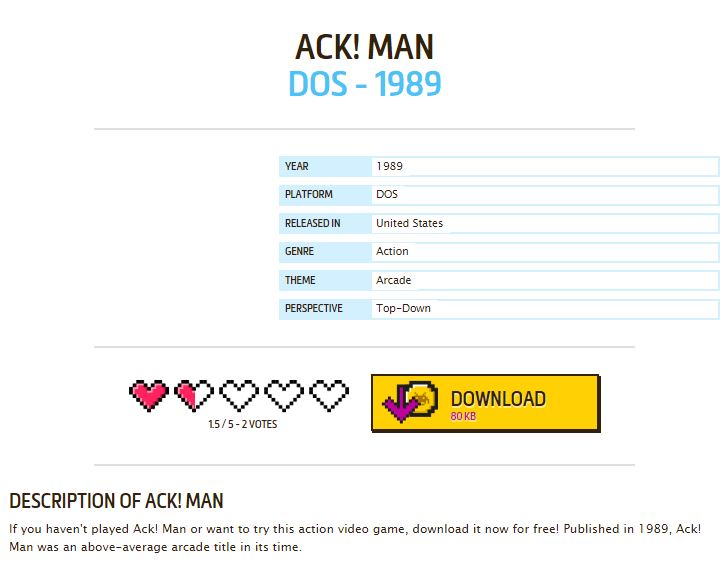 ACK! MAN
DOS - 1989
YEAR 1989
PLATFORM DOS
RELEASED IN United States
GENRE Action
THEME Arcade
PERSPECTIVE Top-Down
1.5 / 5 - 2 VOTES
DOWNLOAD
80 KB
DESCRIPTION OF ACK! MAN
If you haven't played Ack! Man or want to try this action video game, download it now for free! Published in 1989, Ack!
Man was an above-average arcade title in its time.